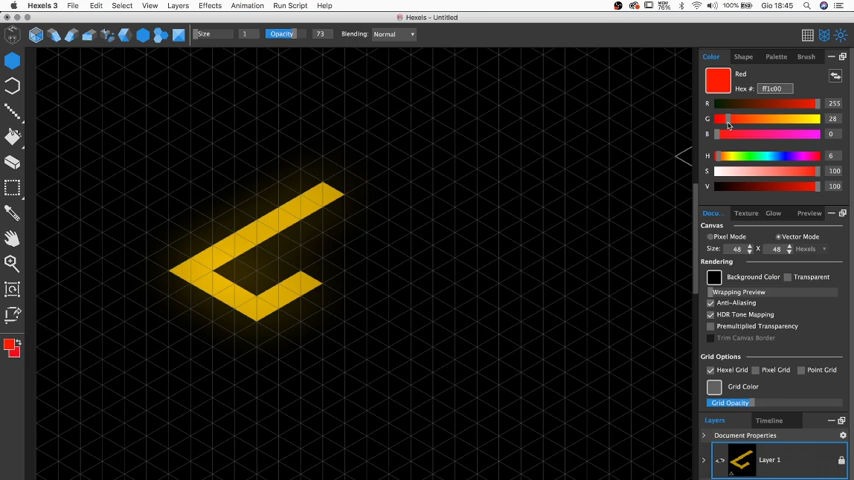 Hexels 3 File Edit Select View Layers Effects Animation Run Script Help
MEM 76% 100% Gio 18:45
Hexels - Untitled
Size 1 Opacity 73 Blending: Normal
Color Shape Palette Brush
Red
Hex #: ff1c00
R 255
G 28
B 0
H 6
S 100
V 100
Docu... Texture Glow Preview
Canvas
Pixel Mode Vector Mode
Size: 48 X 48 Hexels
Rendering
Background Color Transparent
Wrapping Preview
Anti-Aliasing
HDR Tone Mapping
Premultiplied Transparency
Trim Canvas Border
Grid Options
Hexel Grid Pixel Grid Point Grid
Grid Color
Grid Opacity
Layers Timeline
Document Properties
Layer 1